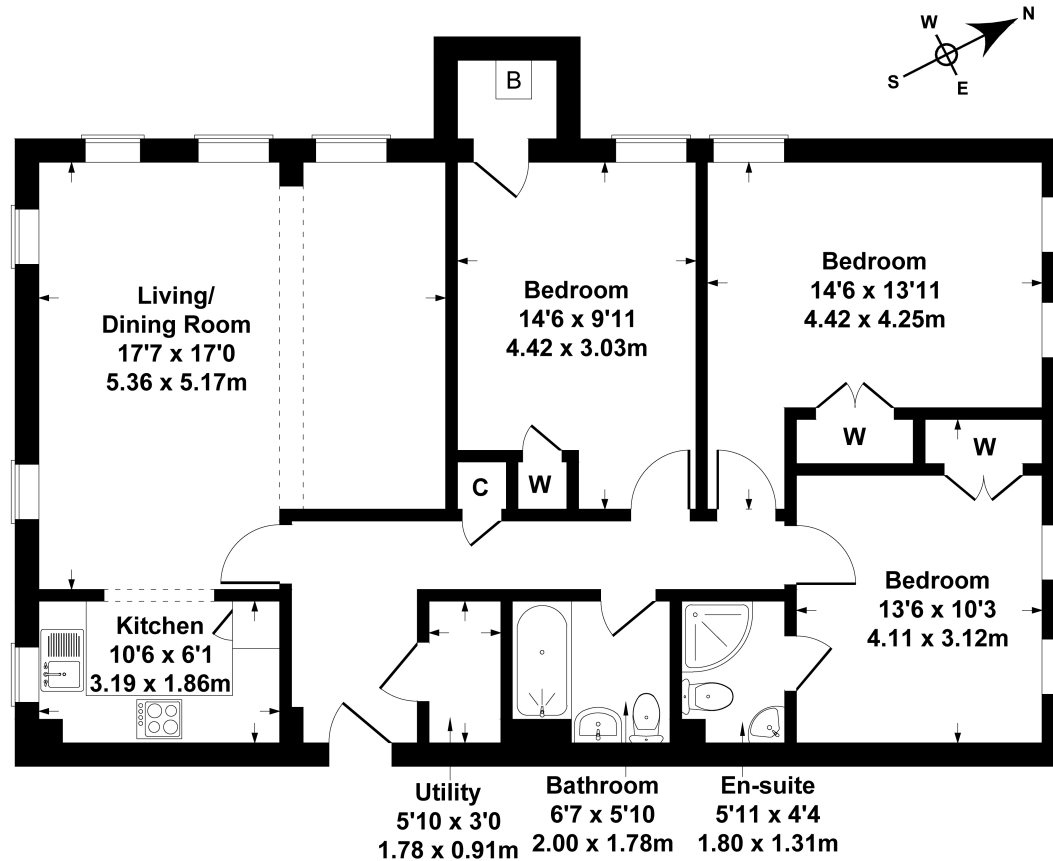 N
W
S
E
B
Living/
Dining Room
17'7 x 17'0
5.36 x 5.17m
Bedroom
14'6 x 9'11
4.42 x 3.03m
Bedroom
14'6 x 13'11
4.42 x 4.25m
W
W
C
W
Bedroom
13'6 x 10'3
4.11 x 3.12m
Kitchen
10'6 x 6'1
3.19 x 1.86m
Utility
5'10 x 3'0
1.78 x 0.91m
Bathroom
6'7 x 5'10
2.00 x 1.78m
En-suite
5'11 x 4'4
1.80 x 1.31m